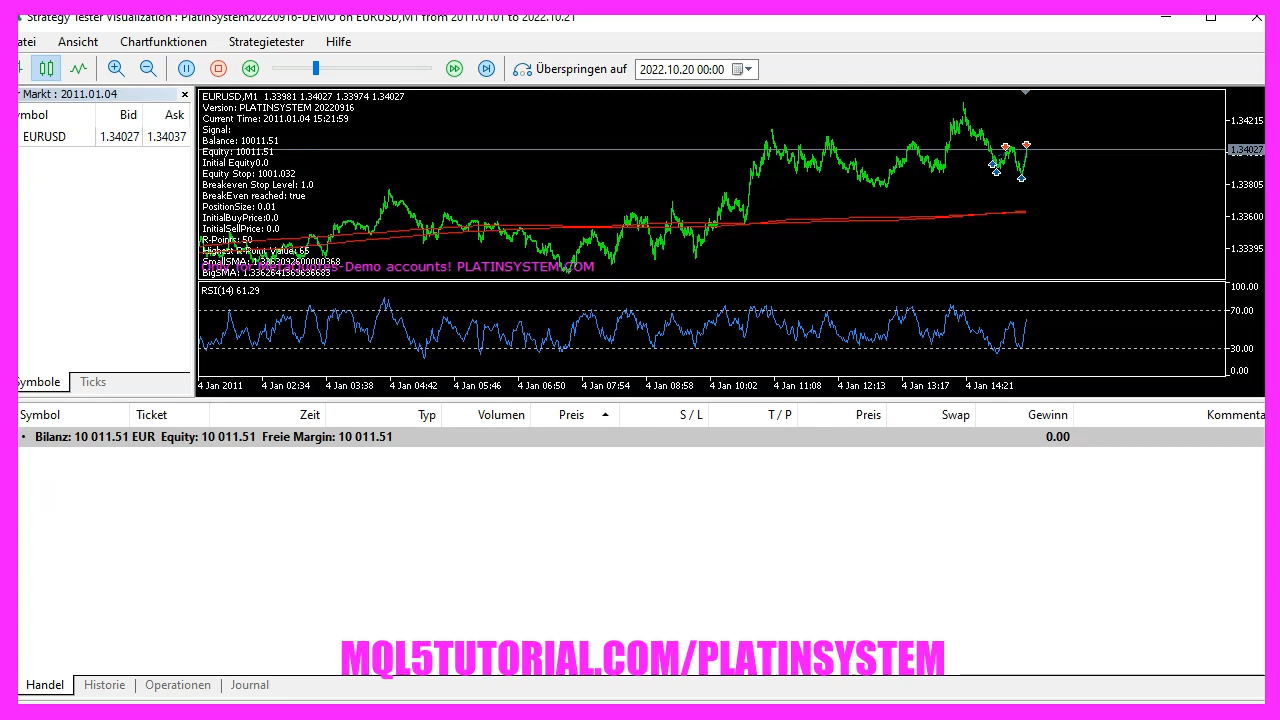 Strategy Tester Visualization : PlatinSystem20220916-DEMO on EURUSD,M1 from 2011.01.01 to 2022.10.21
atei Ansicht Chartfunktionen Strategietester Hilfe
Überspringen auf 2022.10.20 00:00
r Markt : 2011.01.04
ymbol Bid Ask
EURUSD 1.34027 1.34037
Symbole Ticks
EURUSD,M1 1.33981 1.34027 1.33974 1.34027
Version: PLATINSYSTEM 20220916
Current Time: 2011.01.04 15:21:59
Signal:
Balance: 10011.51
Equity: 10011.51
Initial Equity0.0
Equity Stop: 1001.032
Breakeven Stop Level: 1.0
BreakEven reached: true
PositionSize: 0.01
InitialBuyPrice:0.0
InitialSellPrice: 0.0
R-Points: 50
Highest R-Point Value: 65
SmallSMA: 1.3363092600000368
-Demo accounts! PLATINSYSTEM.COM
BigSMA: 1.3362641363636683
1.34215
1.34027
1.33805
1.33600
1.33395
RSI(14) 61.29
100.00
70.00
30.00
0.00
4 Jan 2011 4 Jan 02:34 4 Jan 03:38 4 Jan 04:42 4 Jan 05:46 4 Jan 06:50 4 Jan 07:54 4 Jan 08:58 4 Jan 10:02 4 Jan 11:08 4 Jan 12:13 4 Jan 13:17 4 Jan 14:21
Symbol Ticket Zeit Typ Volumen Preis S / L T / P Preis Swap Gewinn Kommenta
Bilanz: 10 011.51 EUR Equity: 10 011.51 Freie Margin: 10 011.51 0.00
MQL5TUTORIAL.COM/PLATINSYSTEM
Handel Historie Operationen Journal